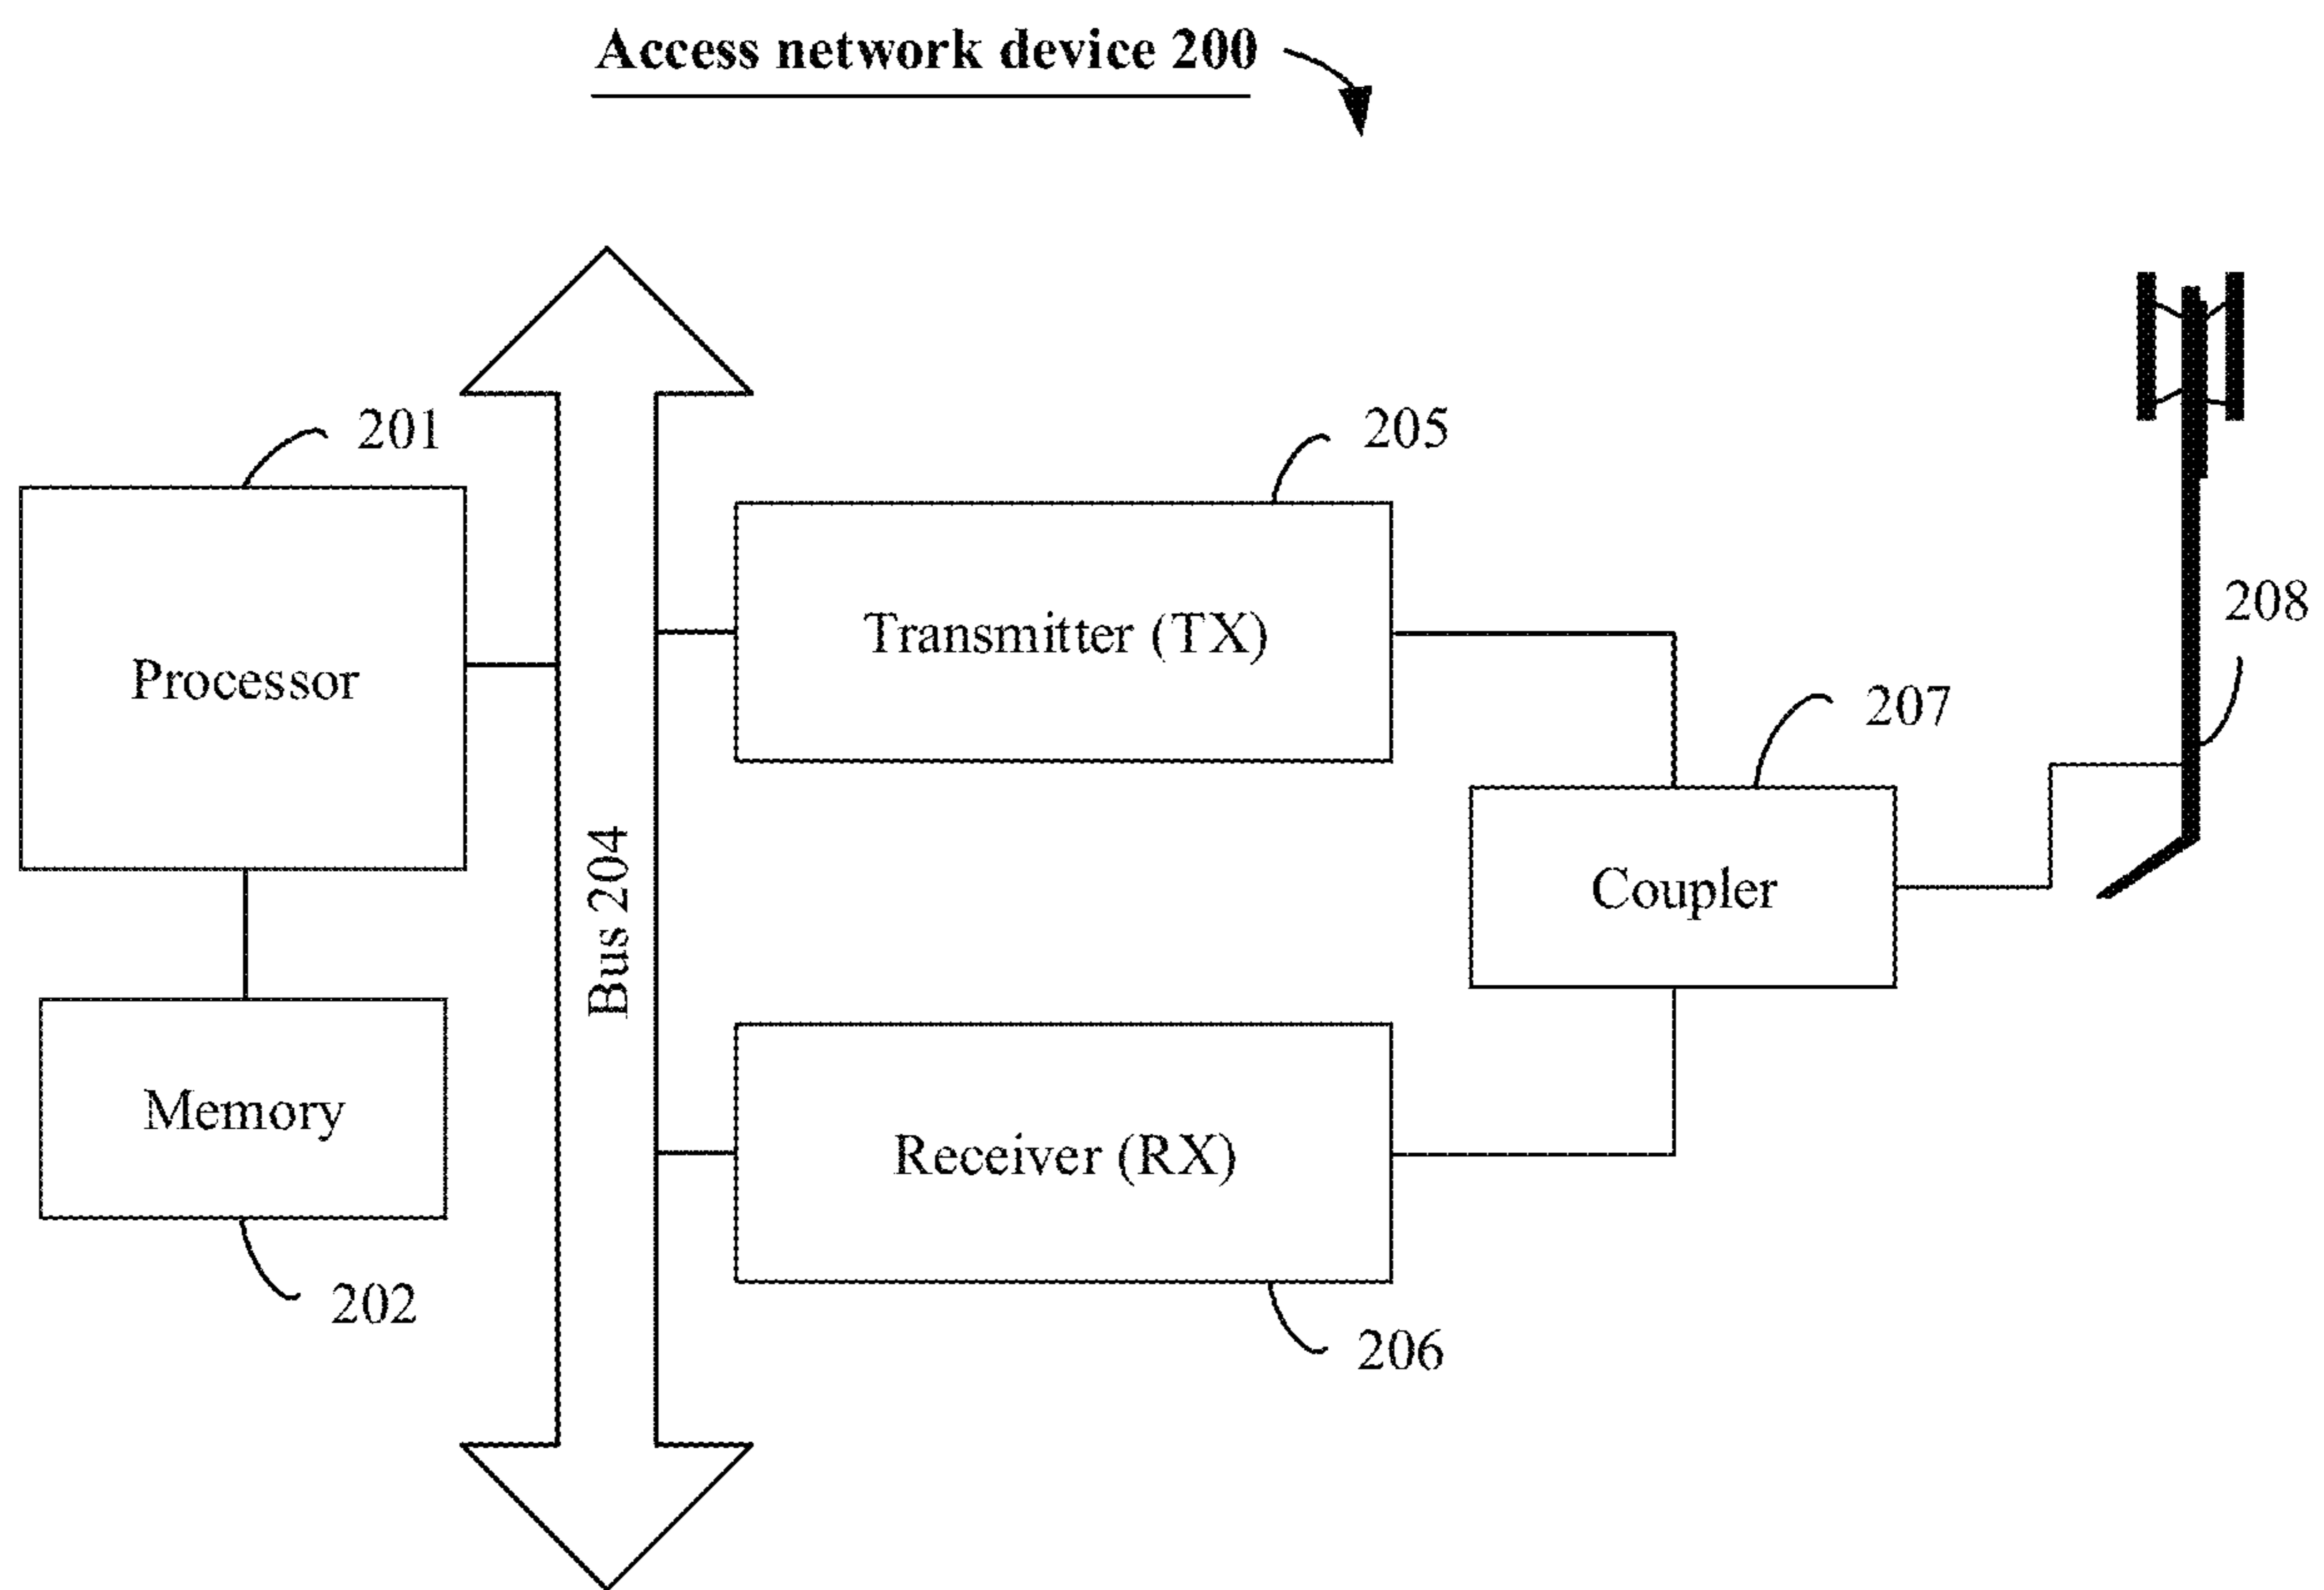 Access network device 200
201
205
208
Processor
Transmitter (TX)
207
Bus 204
Coupler
Memory
Receiver (RX)
202
206